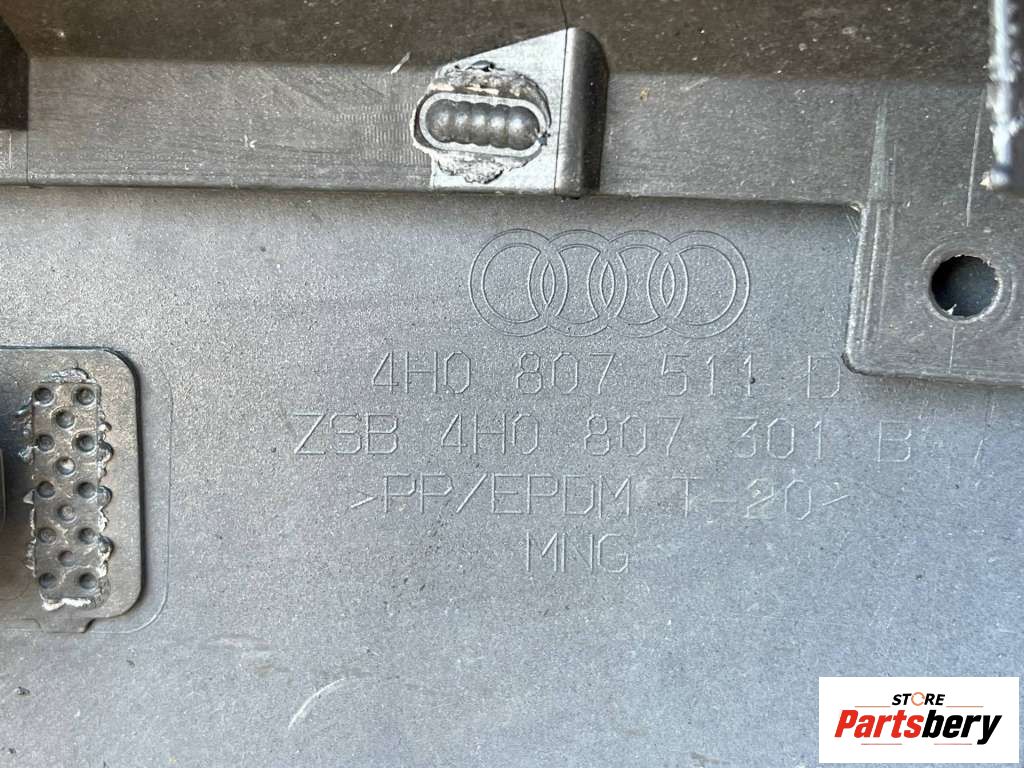 4H0 807 511 D
ZSB 4H0 807 301 B
>PP/EPDM T-20<
MNG
STORE
Partsbery